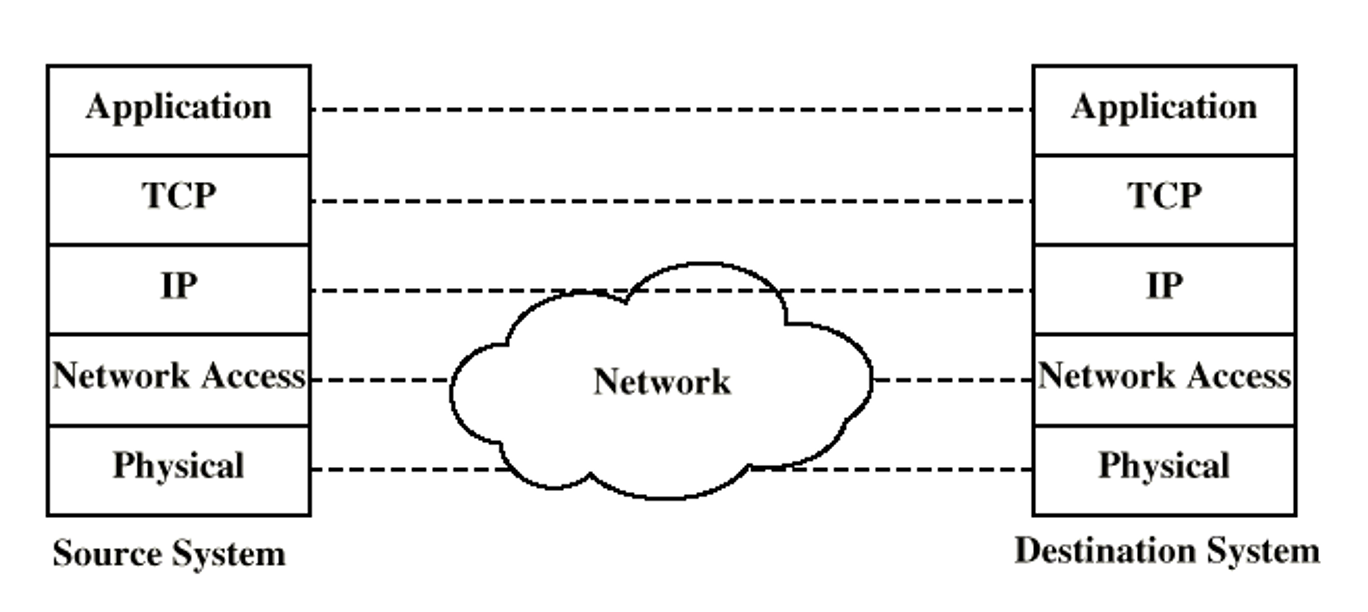 Application
TCP
IP
Network Access
Physical
Source System
Network
Application
TCP
IP
Network Access
Physical
Destination System